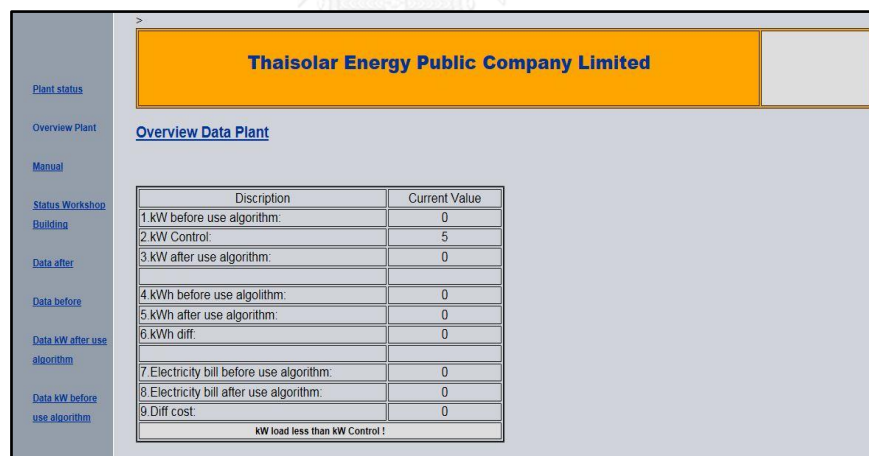 >
Thaisolar Energy Public Company Limited
Plant status
Overview Plant
Manual
Status Workshop
Building
Data after
Data before
Data kW after use
algorithm
Data kW before
use algorithm
Overview Data Plant
Discription Current Value
1.kW before use algorithm: 0
2.kW Control: 5
3.kW after use algorithm: 0
4.kWh before use algolithm: 0
5.kWh after use algorithm: 0
6.kWh diff: 0
7.Electricity bill before use algorithm: 0
8.Electricity bill after use algorithm: 0
9.Diff cost: 0
kW load less than kW Control !